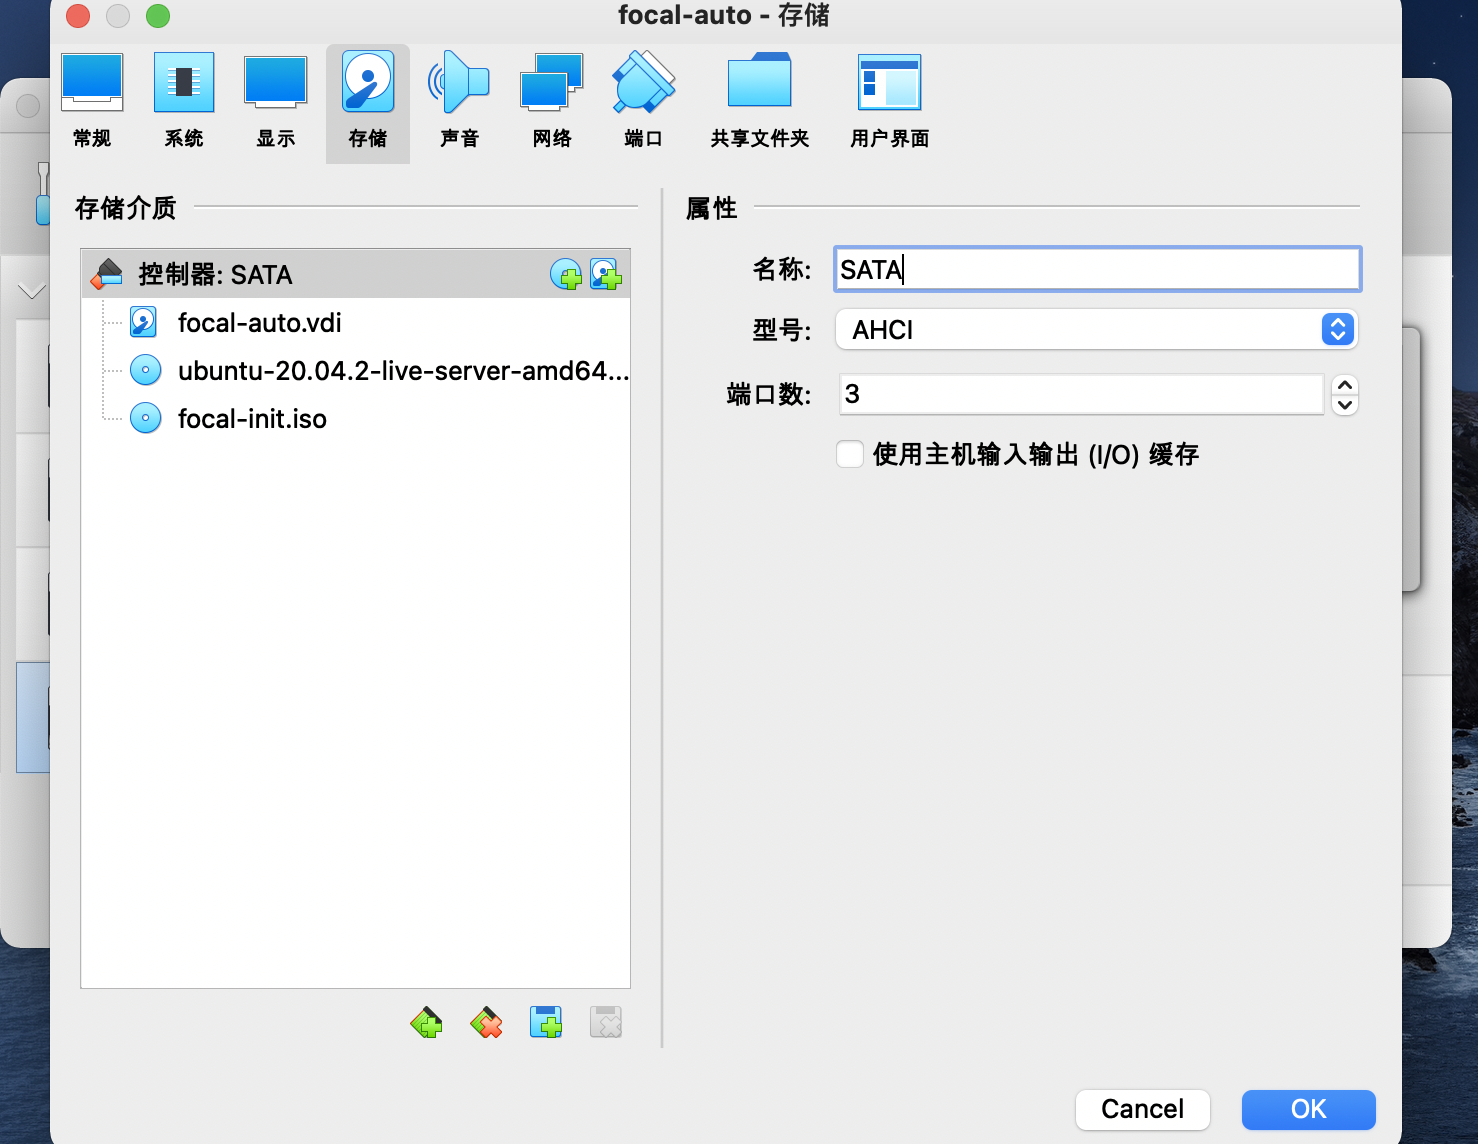 focal-auto - 存储
常规 系统 显示 存储 声音 网络 端口 共享文件夹 用户界面
存储介质
控制器: SATA
focal-auto.vdi
ubuntu-20.04.2-live-server-amd64...
focal-init.iso
属性
名称: SATA
型号: AHCI
端口数: 3
使用主机输入输出 (I/O) 缓存
Cancel OK